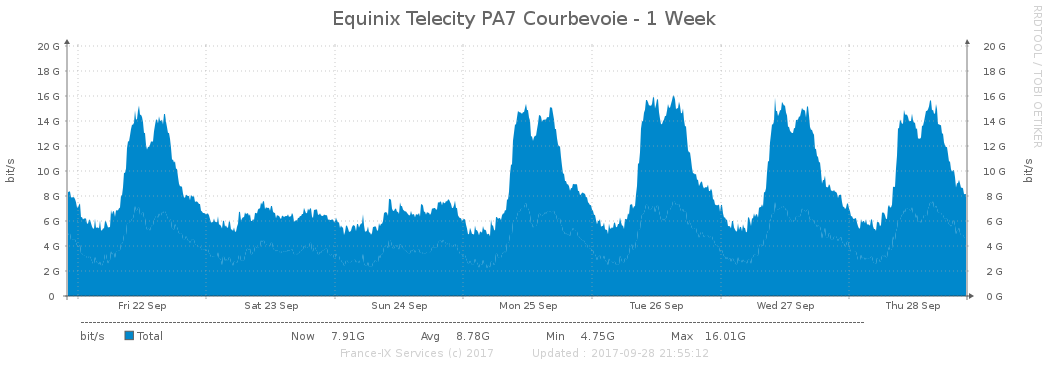 Equinix Telecity PA7 Courbevoie - 1 Week
RRDTOOL / TOBI OETIKER
20 G 20 G
18 G 18 G
16 G 16 G
14 G 14 G
12 G 12 G
10 G 10 G
8 G 8 G
6 G 6 G
4 G 4 G
2 G 2 G
0 0 G
bit/s
bit/s
Fri 22 Sep Sat 23 Sep Sun 24 Sep Mon 25 Sep Tue 26 Sep Wed 27 Sep Thu 28 Sep
bit/s Total Now 7.91G Avg 8.78G Min 4.75G Max 16.01G
France-IX Services (c) 2017 Updated : 2017-09-28 21:55:12